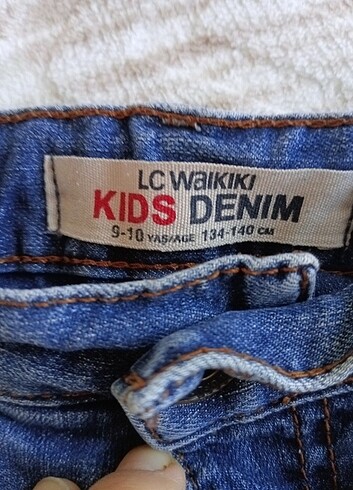 LC WAIKIKI
KIDS DENIM
9-10 YAŞ/AGE 134-140 CM